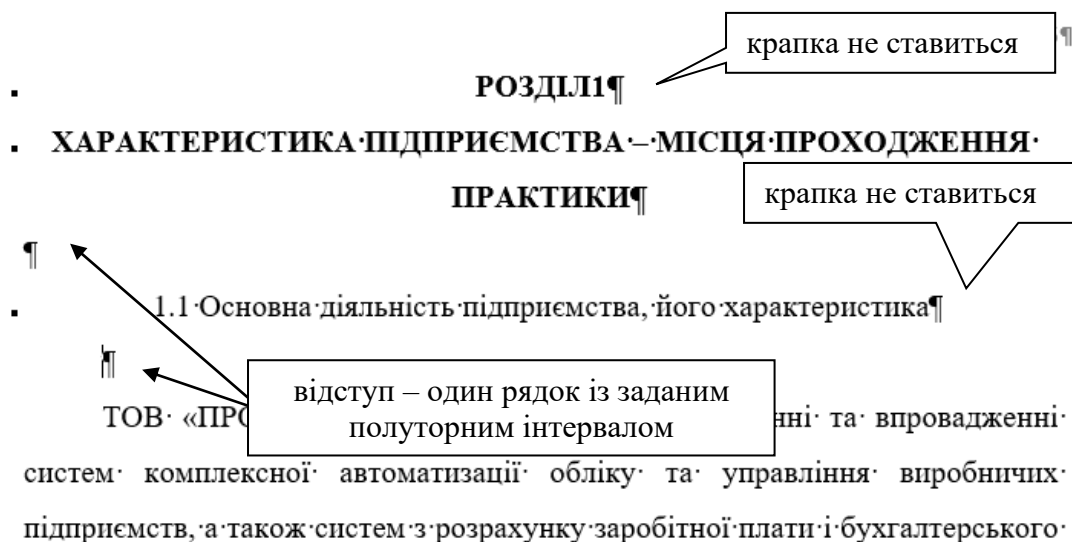 крапка не ставиться
¶
РОЗДІЛ1¶
ХАРАКТЕРИСТИКА·ПІДПРИЄМСТВА·–·МІСЦЯ·ПРОХОДЖЕННЯ·
ПРАКТИКИ¶
крапка не ставиться
¶
1.1·Основна·діяльність·підприємства,·його·характеристика¶
¶
відступ – один рядок із заданим
полуторним інтервалом
ТОВ· «ПРО нні· та· впровадженні·
систем· комплексної· автоматизації· обліку· та· управління· виробничих·
підприємств,·а·також·систем·з·розрахунку·заробітної·плати·і·бухгалтерського·